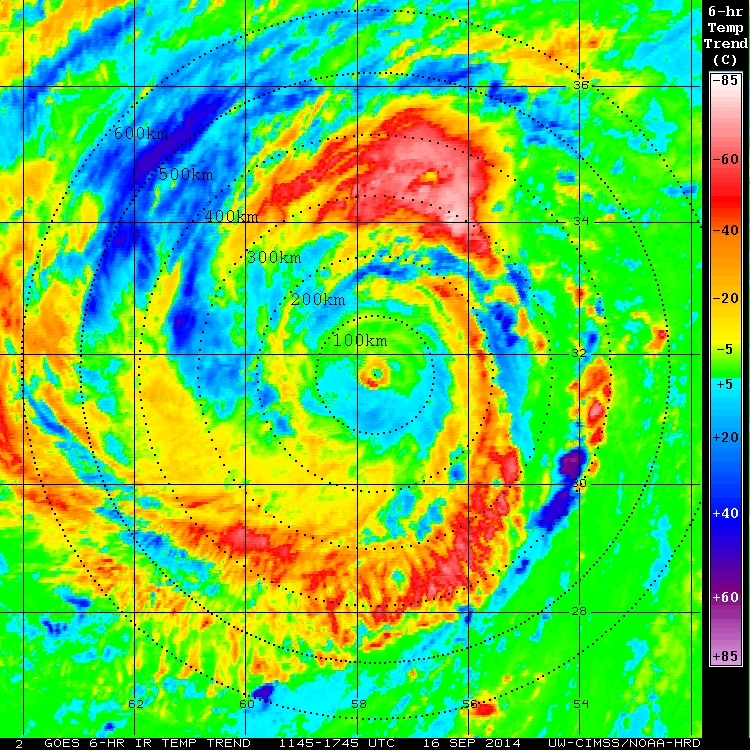 6-hr
Temp
Trend
(C)
-85
-60
-40
-20
-5
+5
+20
+40
+60
+85
36
34
32
30
28
600km
500km
400km
300km
200km
100km
62 60 58 56 54
2 GOES 6-HR IR TEMP TREND 1145-1745 UTC 16 SEP 2014 UW-CIMSS/NOAA-HRD